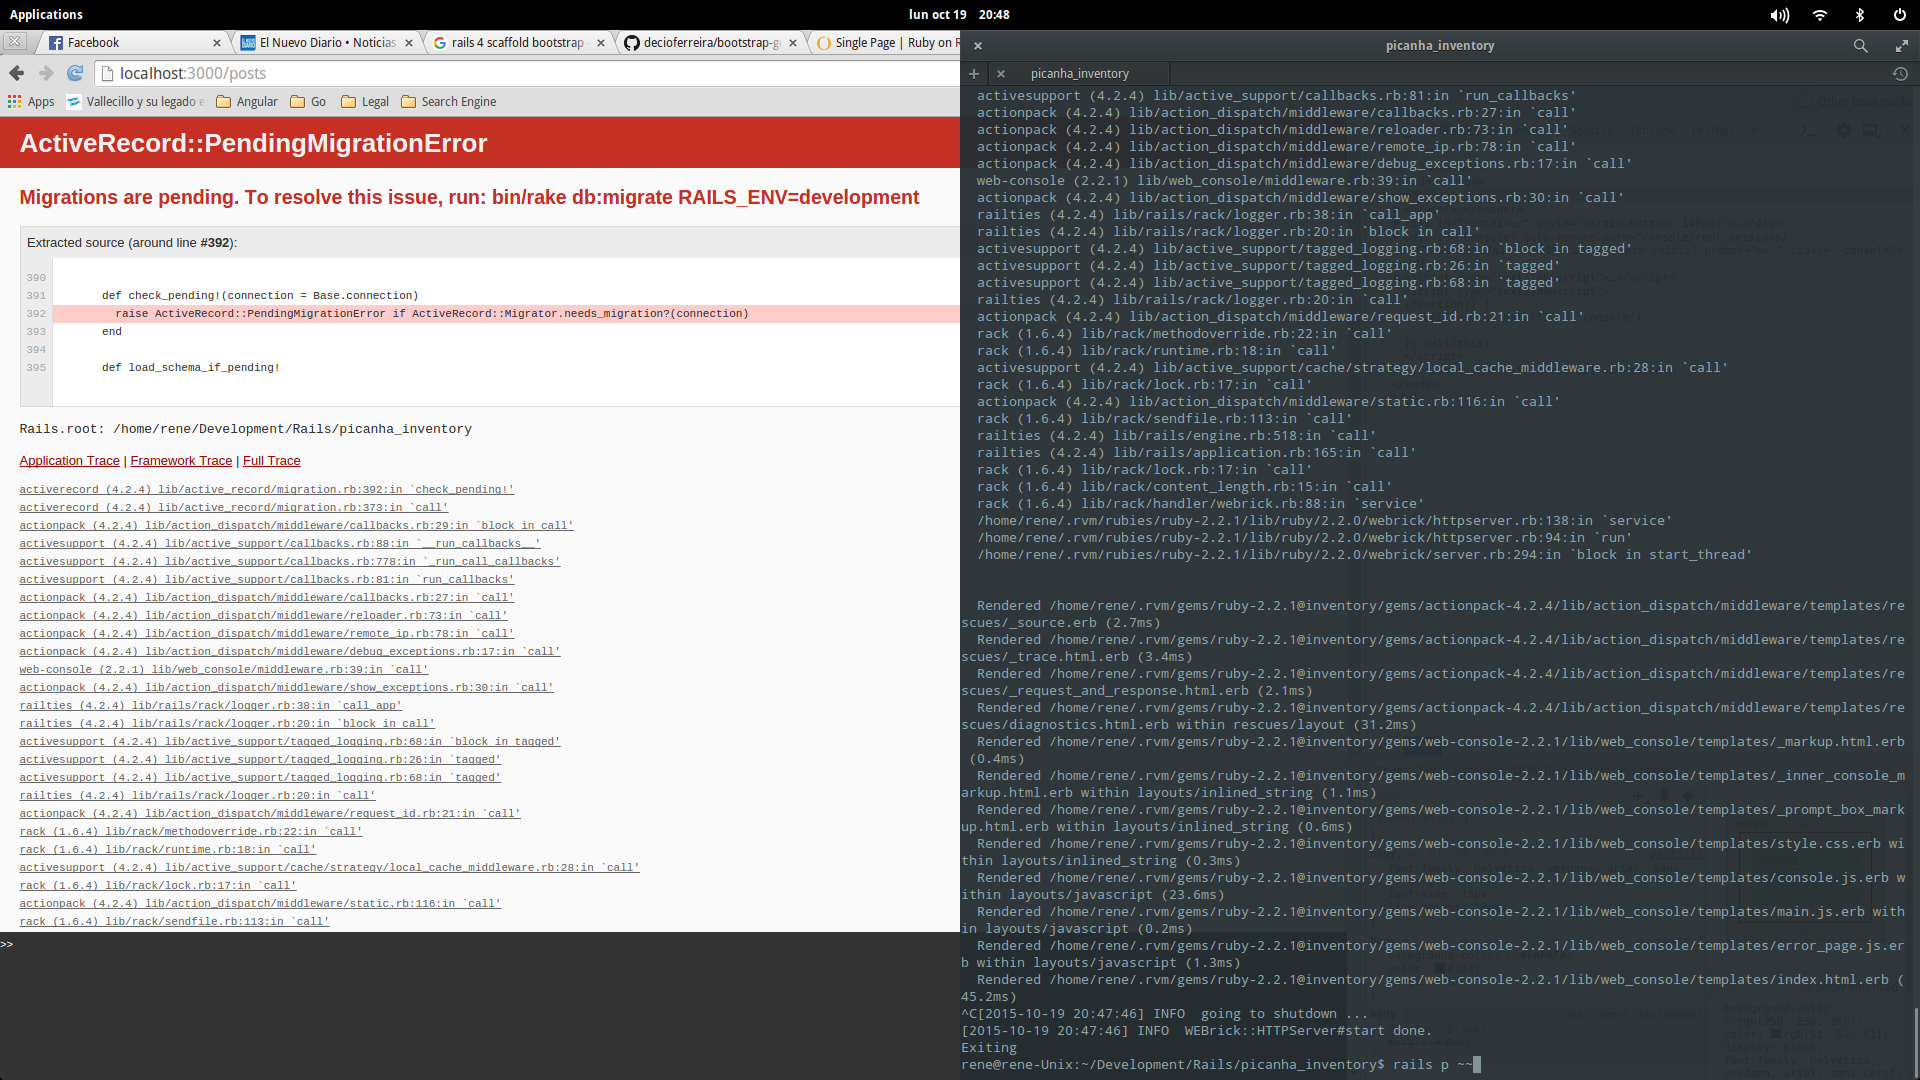 Applications
lun oct 19 20:48
Facebook
El Nuevo Diario • Noticias
rails 4 scaffold bootstrap
decioferreira/bootstrap-g
Single Page | Ruby on R
localhost:3000/posts
Apps
Vallecillo y su legado e
Angular
Go
Legal
Search Engine
ActiveRecord::PendingMigrationError
Migrations are pending. To resolve this issue, run: bin/rake db:migrate RAILS_ENV=development
Extracted source (around line #392):
390
391 def check_pending!(connection = Base.connection)
392 raise ActiveRecord::PendingMigrationError if ActiveRecord::Migrator.needs_migration?(connection)
393 end
394
395 def load_schema_if_pending!
Rails.root: /home/rene/Development/Rails/picanha_inventory
Application Trace | Framework Trace | Full Trace
activerecord (4.2.4) lib/active_record/migration.rb:392:in `check_pending!'
activerecord (4.2.4) lib/active_record/migration.rb:373:in `call'
actionpack (4.2.4) lib/action_dispatch/middleware/callbacks.rb:29:in `block in call'
activesupport (4.2.4) lib/active_support/callbacks.rb:88:in `__run_callbacks__'
activesupport (4.2.4) lib/active_support/callbacks.rb:778:in `_run_call_callbacks'
activesupport (4.2.4) lib/active_support/callbacks.rb:81:in `run_callbacks'
actionpack (4.2.4) lib/action_dispatch/middleware/callbacks.rb:27:in `call'
actionpack (4.2.4) lib/action_dispatch/middleware/reloader.rb:73:in `call'
actionpack (4.2.4) lib/action_dispatch/middleware/remote_ip.rb:78:in `call'
actionpack (4.2.4) lib/action_dispatch/middleware/debug_exceptions.rb:17:in `call'
web-console (2.2.1) lib/web_console/middleware.rb:39:in `call'
actionpack (4.2.4) lib/action_dispatch/middleware/show_exceptions.rb:30:in `call'
railties (4.2.4) lib/rails/rack/logger.rb:38:in `call_app'
railties (4.2.4) lib/rails/rack/logger.rb:20:in `block in call'
activesupport (4.2.4) lib/active_support/tagged_logging.rb:68:in `block in tagged'
activesupport (4.2.4) lib/active_support/tagged_logging.rb:26:in `tagged'
activesupport (4.2.4) lib/active_support/tagged_logging.rb:68:in `tagged'
railties (4.2.4) lib/rails/rack/logger.rb:20:in `call'
actionpack (4.2.4) lib/action_dispatch/middleware/request_id.rb:21:in `call'
rack (1.6.4) lib/rack/methodoverride.rb:22:in `call'
rack (1.6.4) lib/rack/runtime.rb:18:in `call'
activesupport (4.2.4) lib/active_support/cache/strategy/local_cache_middleware.rb:28:in `call'
rack (1.6.4) lib/rack/lock.rb:17:in `call'
actionpack (4.2.4) lib/action_dispatch/middleware/static.rb:116:in `call'
rack (1.6.4) lib/rack/sendfile.rb:113:in `call'
>>
picanha_inventory
picanha_inventory
activesupport (4.2.4) lib/active_support/callbacks.rb:81:in `run_callbacks'
actionpack (4.2.4) lib/action_dispatch/middleware/callbacks.rb:27:in `call'
actionpack (4.2.4) lib/action_dispatch/middleware/reloader.rb:73:in `call'
actionpack (4.2.4) lib/action_dispatch/middleware/remote_ip.rb:78:in `call'
actionpack (4.2.4) lib/action_dispatch/middleware/debug_exceptions.rb:17:in `call'
web-console (2.2.1) lib/web_console/middleware.rb:39:in `call'
actionpack (4.2.4) lib/action_dispatch/middleware/show_exceptions.rb:30:in `call'
railties (4.2.4) lib/rails/rack/logger.rb:38:in `call_app'
railties (4.2.4) lib/rails/rack/logger.rb:20:in `block in call'
activesupport (4.2.4) lib/active_support/tagged_logging.rb:68:in `block in tagged'
activesupport (4.2.4) lib/active_support/tagged_logging.rb:26:in `tagged'
activesupport (4.2.4) lib/active_support/tagged_logging.rb:68:in `tagged'
railties (4.2.4) lib/rails/rack/logger.rb:20:in `call'
actionpack (4.2.4) lib/action_dispatch/middleware/request_id.rb:21:in `call'
rack (1.6.4) lib/rack/methodoverride.rb:22:in `call'
rack (1.6.4) lib/rack/runtime.rb:18:in `call'
activesupport (4.2.4) lib/active_support/cache/strategy/local_cache_middleware.rb:28:in `call'
rack (1.6.4) lib/rack/lock.rb:17:in `call'
actionpack (4.2.4) lib/action_dispatch/middleware/static.rb:116:in `call'
rack (1.6.4) lib/rack/sendfile.rb:113:in `call'
railties (4.2.4) lib/rails/engine.rb:518:in `call'
railties (4.2.4) lib/rails/application.rb:165:in `call'
rack (1.6.4) lib/rack/lock.rb:17:in `call'
rack (1.6.4) lib/rack/content_length.rb:15:in `call'
rack (1.6.4) lib/rack/handler/webrick.rb:88:in `service'
/home/rene/.rvm/rubies/ruby-2.2.1/lib/ruby/2.2.0/webrick/httpserver.rb:138:in `service'
/home/rene/.rvm/rubies/ruby-2.2.1/lib/ruby/2.2.0/webrick/httpserver.rb:94:in `run'
/home/rene/.rvm/rubies/ruby-2.2.1/lib/ruby/2.2.0/webrick/server.rb:294:in `block in start_thread'
Rendered /home/rene/.rvm/gems/ruby-2.2.1@inventory/gems/actionpack-4.2.4/lib/action_dispatch/middleware/templates/re
scues/_source.erb (2.7ms)
Rendered /home/rene/.rvm/gems/ruby-2.2.1@inventory/gems/actionpack-4.2.4/lib/action_dispatch/middleware/templates/re
scues/_trace.html.erb (3.4ms)
Rendered /home/rene/.rvm/gems/ruby-2.2.1@inventory/gems/actionpack-4.2.4/lib/action_dispatch/middleware/templates/re
scues/_request_and_response.html.erb (2.1ms)
Rendered /home/rene/.rvm/gems/ruby-2.2.1@inventory/gems/actionpack-4.2.4/lib/action_dispatch/middleware/templates/re
scues/diagnostics.html.erb within rescues/layout (31.2ms)
Rendered /home/rene/.rvm/gems/ruby-2.2.1@inventory/gems/web-console-2.2.1/lib/web_console/templates/_markup.html.erb
(0.4ms)
Rendered /home/rene/.rvm/gems/ruby-2.2.1@inventory/gems/web-console-2.2.1/lib/web_console/templates/_inner_console_m
arkup.html.erb within layouts/inlined_string (1.1ms)
Rendered /home/rene/.rvm/gems/ruby-2.2.1@inventory/gems/web-console-2.2.1/lib/web_console/templates/_prompt_box_mark
up.html.erb within layouts/inlined_string (0.6ms)
Rendered /home/rene/.rvm/gems/ruby-2.2.1@inventory/gems/web-console-2.2.1/lib/web_console/templates/style.css.erb wi
thin layouts/inlined_string (0.3ms)
Rendered /home/rene/.rvm/gems/ruby-2.2.1@inventory/gems/web-console-2.2.1/lib/web_console/templates/console.js.erb w
ithin layouts/javascript (23.6ms)
Rendered /home/rene/.rvm/gems/ruby-2.2.1@inventory/gems/web-console-2.2.1/lib/web_console/templates/main.js.erb with
in layouts/javascript (0.2ms)
Rendered /home/rene/.rvm/gems/ruby-2.2.1@inventory/gems/web-console-2.2.1/lib/web_console/templates/error_page.js.er
b within layouts/javascript (1.3ms)
Rendered /home/rene/.rvm/gems/ruby-2.2.1@inventory/gems/web-console-2.2.1/lib/web_console/templates/index.html.erb (
45.2ms)
^C[2015-10-19 20:47:46] INFO going to shutdown ...
[2015-10-19 20:47:46] INFO WEBrick::HTTPServer#start done.
Exiting
rene@rene-Unix:~/Development/Rails/picanha_inventory$ rails p ~~